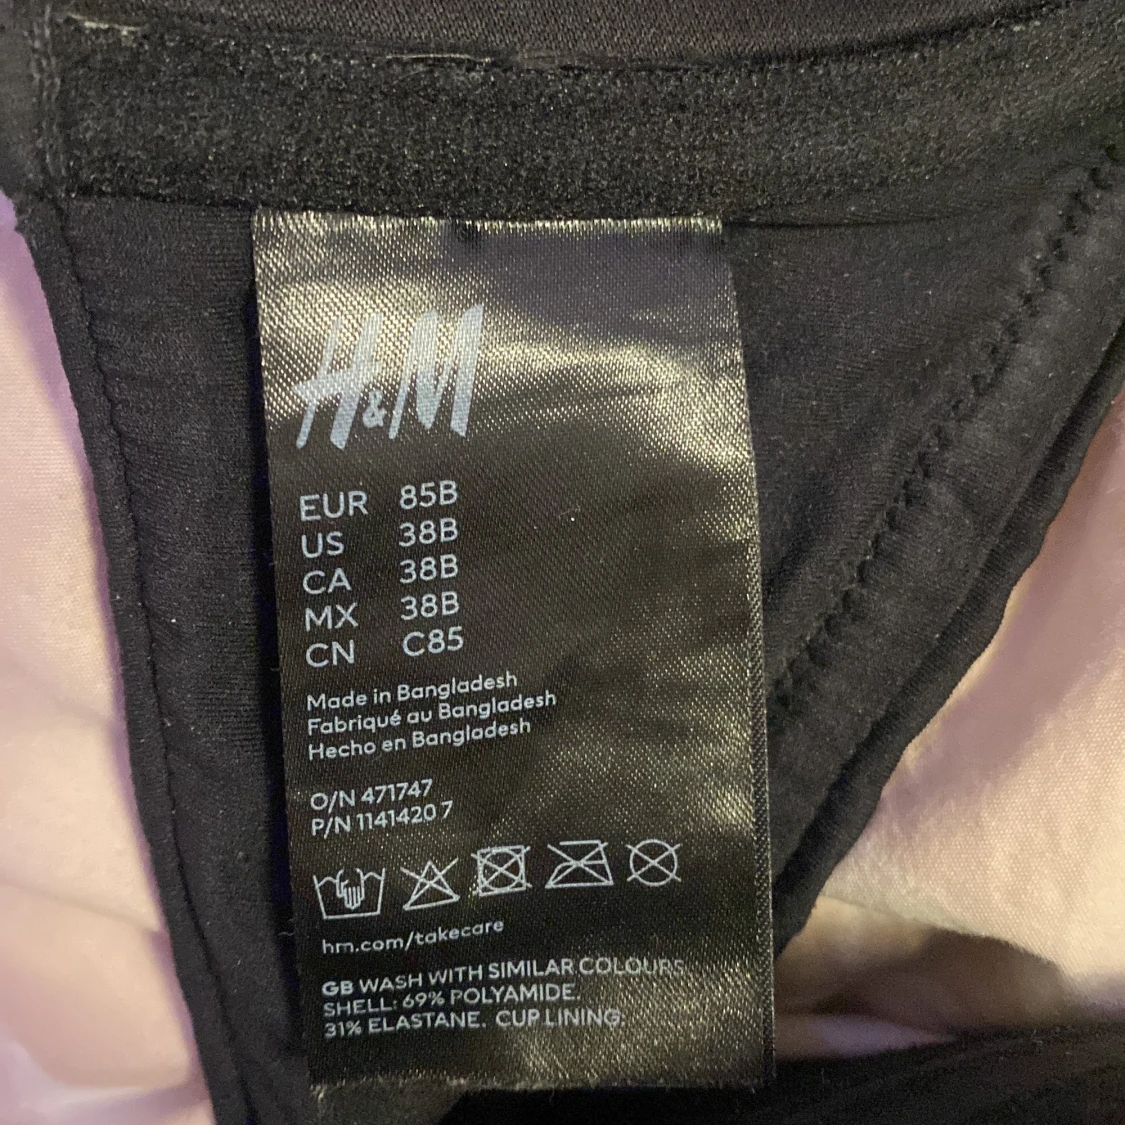 H&M
EUR 85B
US 38B
CA 38B
MX 38B
CN C85
Made in Bangladesh
Fabriqué au Bangladesh
Hecho en Bangladesh
O/N 471747
P/N 1141420 7
hm.com/takecare
GB WASH WITH SIMILAR COLOURS.
SHELL: 69% POLYAMIDE.
31% ELASTANE. CUP LINING: